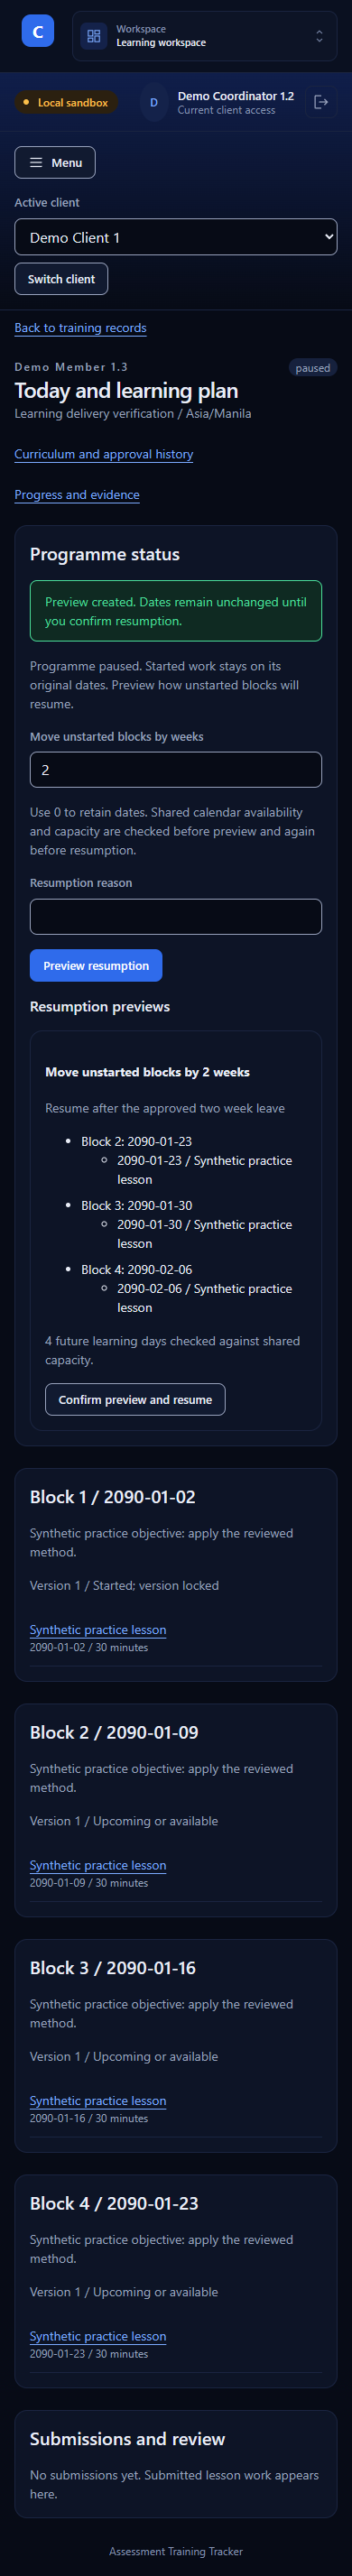 C
Workspace
Learning workspace
Local sandbox
D
Demo Coordinator 1.2
Current client access
Menu
Active client
Demo Client 1
Switch client
Back to training records
Demo Member 1.3
paused
Today and learning plan
Learning delivery verification / Asia/Manila
Curriculum and approval history
Progress and evidence
Programme status
Preview created. Dates remain unchanged until
you confirm resumption.
Programme paused. Started work stays on its
original dates. Preview how unstarted blocks will
resume.
Move unstarted blocks by weeks
2
Use 0 to retain dates. Shared calendar availability
and capacity are checked before preview and again
before resumption.
Resumption reason
Preview resumption
Resumption previews
Move unstarted blocks by 2 weeks
Resume after the approved two week leave
Block 2: 2090-01-23
2090-01-23 / Synthetic practice
lesson
Block 3: 2090-01-30
2090-01-30 / Synthetic practice
lesson
Block 4: 2090-02-06
2090-02-06 / Synthetic practice
lesson
4 future learning days checked against shared
capacity.
Confirm preview and resume
Block 1 / 2090-01-02
Synthetic practice objective: apply the reviewed
method.
Version 1 / Started; version locked
Synthetic practice lesson
2090-01-02 / 30 minutes
Block 2 / 2090-01-09
Synthetic practice objective: apply the reviewed
method.
Version 1 / Upcoming or available
Synthetic practice lesson
2090-01-09 / 30 minutes
Block 3 / 2090-01-16
Synthetic practice objective: apply the reviewed
method.
Version 1 / Upcoming or available
Synthetic practice lesson
2090-01-16 / 30 minutes
Block 4 / 2090-01-23
Synthetic practice objective: apply the reviewed
method.
Version 1 / Upcoming or available
Synthetic practice lesson
2090-01-23 / 30 minutes
Submissions and review
No submissions yet. Submitted lesson work appears
here.
Assessment Training Tracker